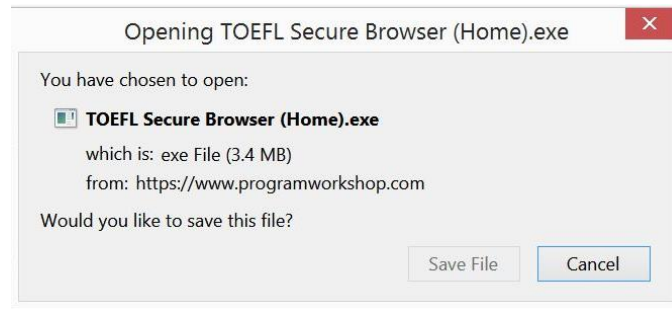 Opening TOEFL Secure Browser (Home).exe
You have chosen to open:
TOEFL Secure Browser (Home).exe
which is: exe File (3.4 MB)
from: https://www.programworkshop.com
Would you like to save this file?
Save File Cancel